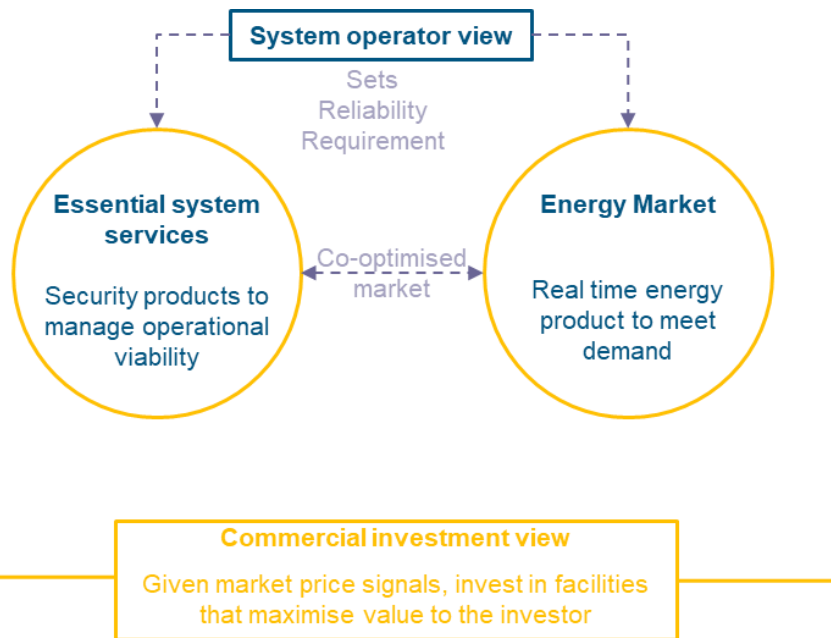 System operator view
Sets
Reliability
Requirement
Essential system
services
Security products to
manage operational
viability
Co-optimised
market
Energy Market
Real time energy
product to meet
demand
Commercial investment view
Given market price signals, invest in facilities
that maximise value to the investor